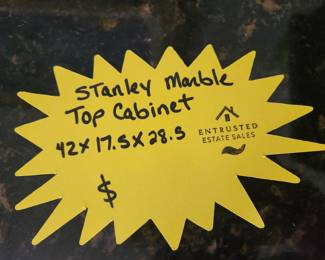 Stanley Marble
Top Cabinet
42 x 17.5 x 28.5
ENTRUSTED
ESTATE SALES
$